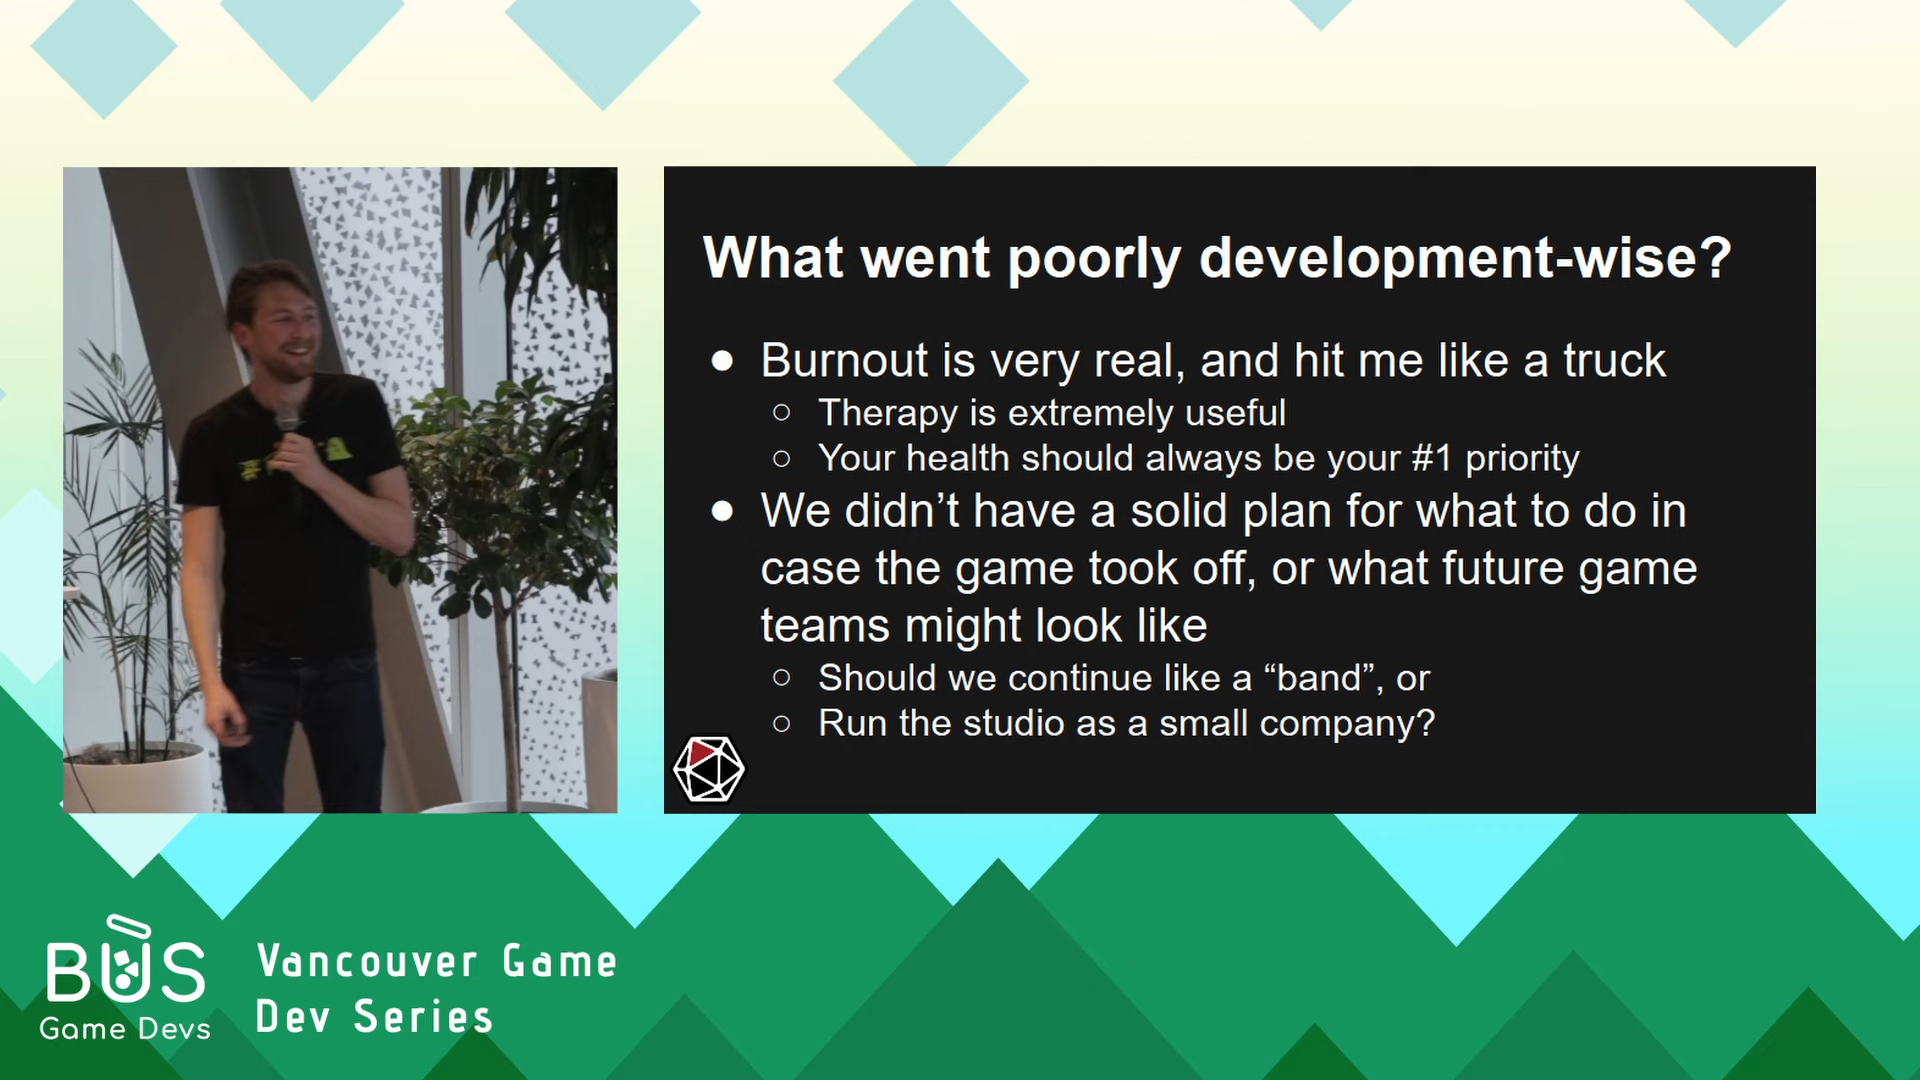 What went poorly development-wise?
● Burnout is very real, and hit me like a truck
○ Therapy is extremely useful
○ Your health should always be your #1 priority
● We didn’t have a solid plan for what to do in
case the game took off, or what future game
teams might look like
○ Should we continue like a “band”, or
○ Run the studio as a small company?
BUS
Game Devs
Vancouver Game
Dev Series